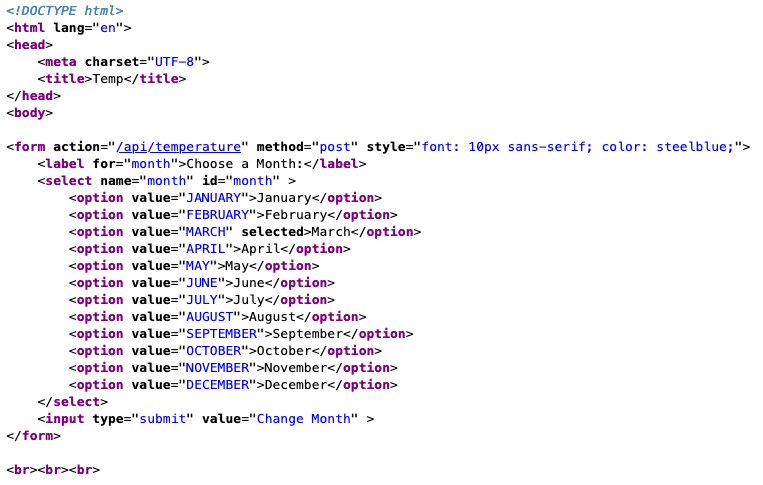 <!DOCTYPE html>
<html lang="en">
<head>
    <meta charset="UTF-8">
    <title>Temp</title>
</head>
<body>

<form action="/api/temperature" method="post" style="font: 10px sans-serif; color: steelblue;">
    <label for="month">Choose a Month:</label>
    <select name="month" id="month" >
        <option value="JANUARY">January</option>
        <option value="FEBRUARY">February</option>
        <option value="MARCH" selected>March</option>
        <option value="APRIL">April</option>
        <option value="MAY">May</option>
        <option value="JUNE">June</option>
        <option value="JULY">July</option>
        <option value="AUGUST">August</option>
        <option value="SEPTEMBER">September</option>
        <option value="OCTOBER">October</option>
        <option value="NOVEMBER">November</option>
        <option value="DECEMBER">December</option>
    </select>
    <input type="submit" value="Change Month" >
</form>

<br><br><br>